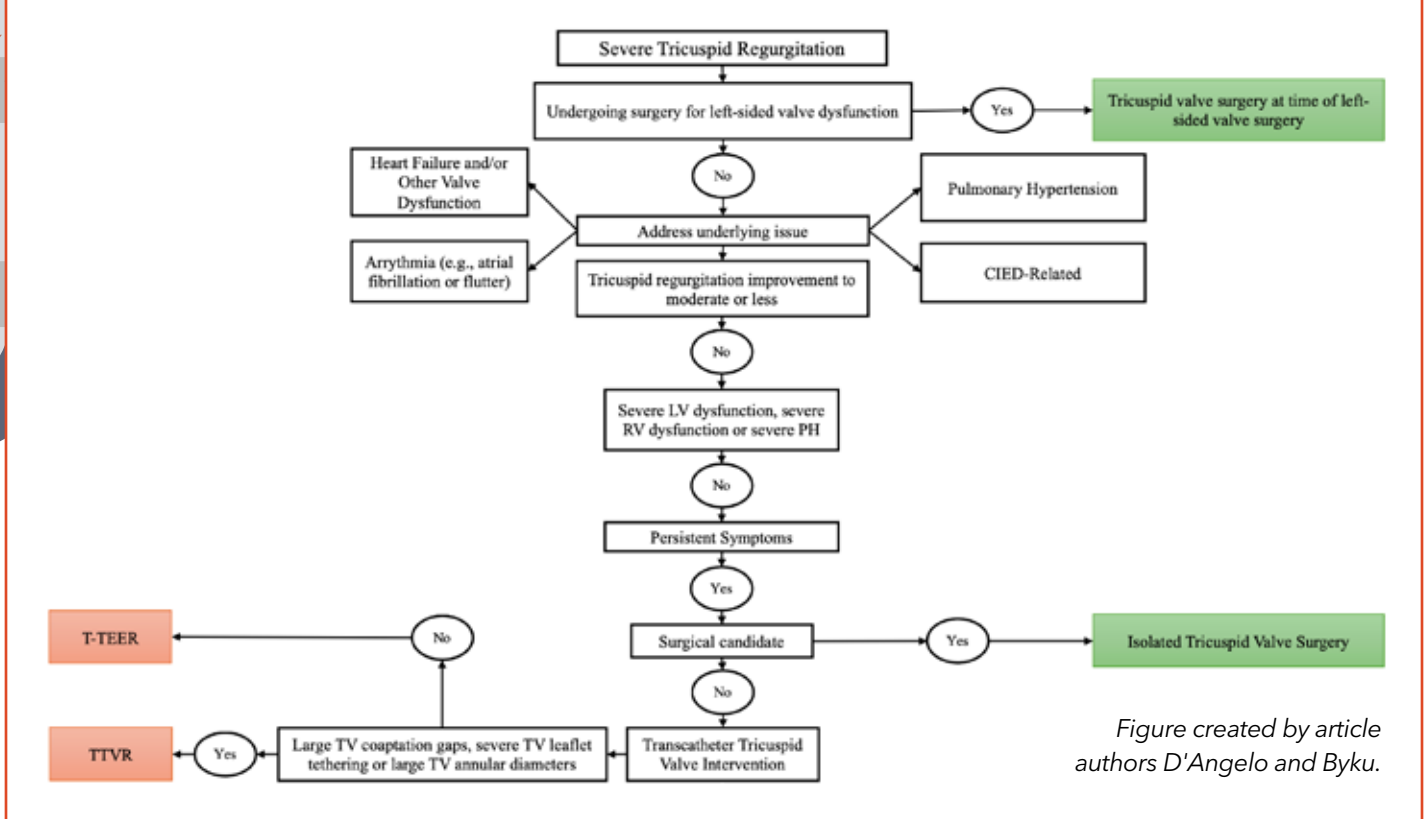 Severe Tricuspid Regurgitation
Undergoing surgery for left-sided valve dysfunction
Yes
Tricuspid valve surgery at time of left-
sided valve surgery
No
Heart Failure and/or
Other Valve
Dysfunction
Pulmonary Hypertension
Address underlying issue
Arrythmia (e.g., atrial
fibrillation or flutter)
CIED-Related
Tricuspid regurgitation improvement to
moderate or less
No
Severe LV dysfunction, severe
RV dysfunction or severe PH
No
Persistent Symptoms
Yes
T-TEER
No
Surgical candidate
Yes
Isolated Tricuspid Valve Surgery
No
TTVR
Yes
Large TV coaptation gaps, severe TV leaflet
tethering or large TV annular diameters
Transcatheter Tricuspid
Valve Intervention
Figure created by article
authors D'Angelo and Byku.